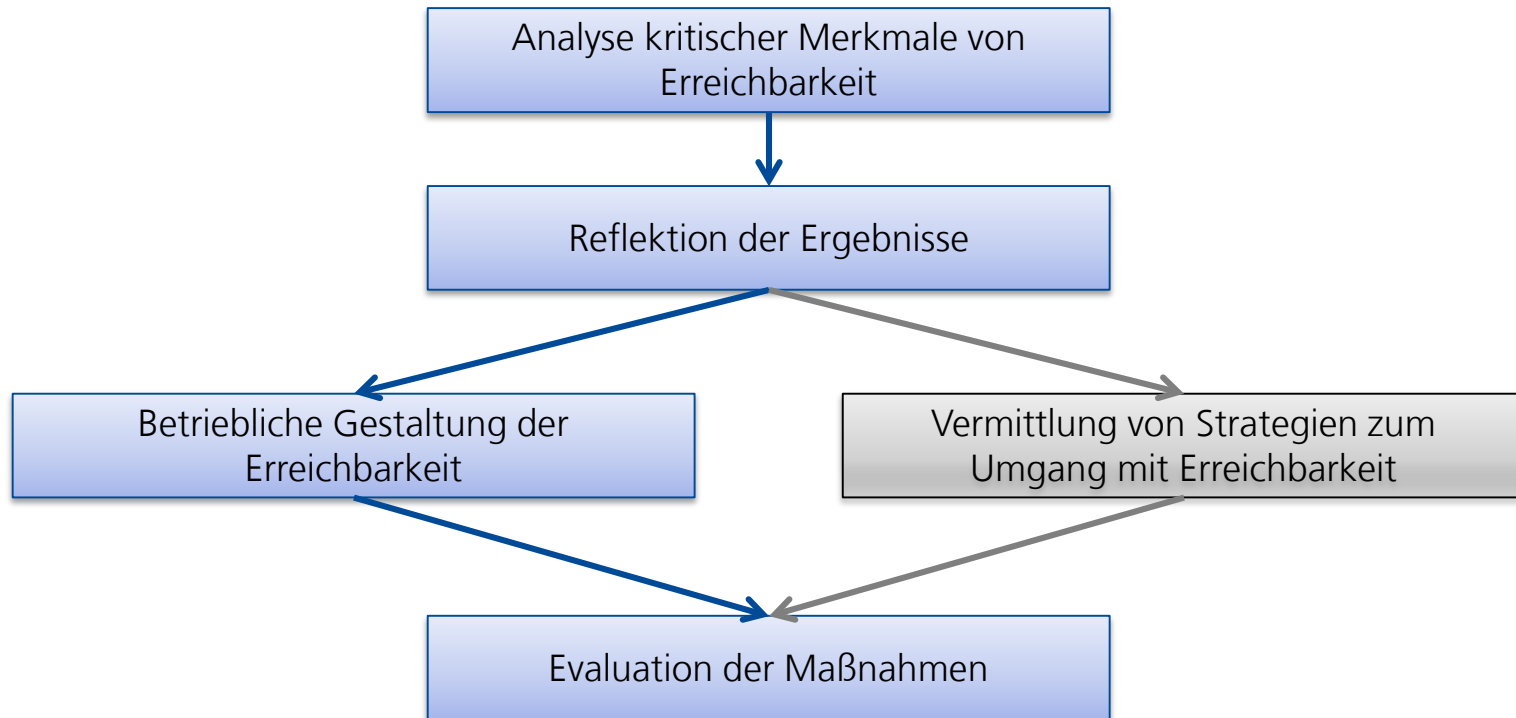 Analyse kritischer Merkmale von
Erreichbarkeit
Reflektion der Ergebnisse
Betriebliche Gestaltung der
Erreichbarkeit
Vermittlung von Strategien zum
Umgang mit Erreichbarkeit
Evaluation der Maßnahmen